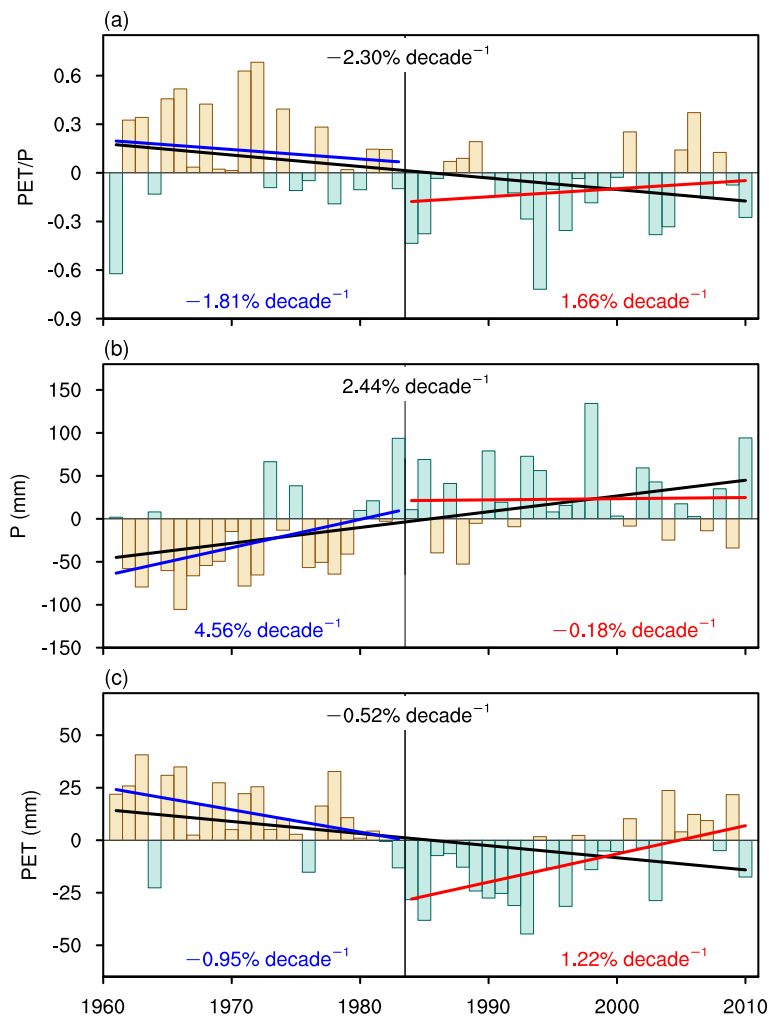 (a)
−2.30% decade⁻¹
0.6
0.3
0
-0.3
-0.6
-0.9
PET/P
−1.81% decade⁻¹
1.66% decade⁻¹
(b)
2.44% decade⁻¹
150
100
50
0
-50
-100
-150
P (mm)
4.56% decade⁻¹
−0.18% decade⁻¹
(c)
−0.52% decade⁻¹
50
25
0
-25
-50
PET (mm)
−0.95% decade⁻¹
1.22% decade⁻¹
1960 1970 1980 1990 2000 2010